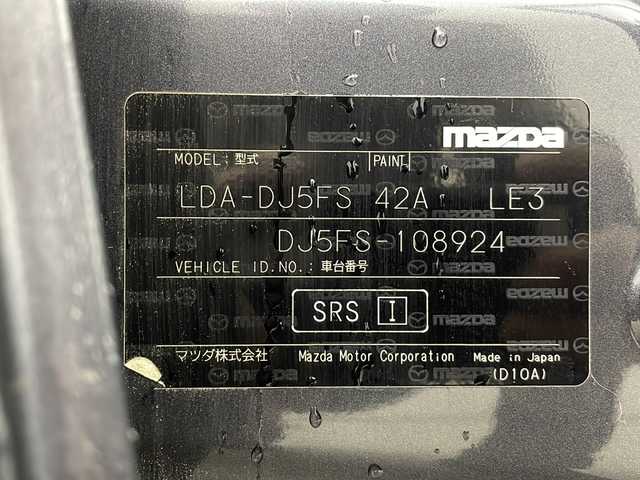 mazda
MODEL:型式 PAINT
LDA-DJ5FS 42A LE3
DJ5FS-108924
VEHICLE ID.NO.:車台番号
SRS I
マツダ株式会社 Mazda Motor Corporation Made in Japan
(D10A)